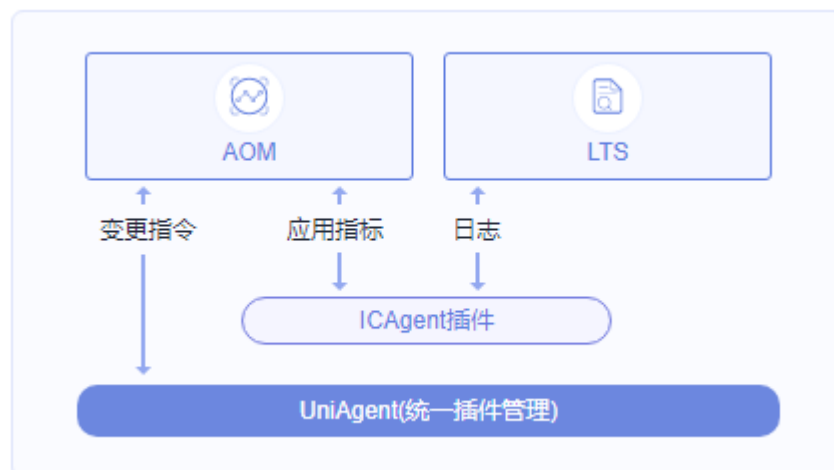 AOM
LTS
变更指令
应用指标
日志
ICAgent插件
UniAgent(统一插件管理)